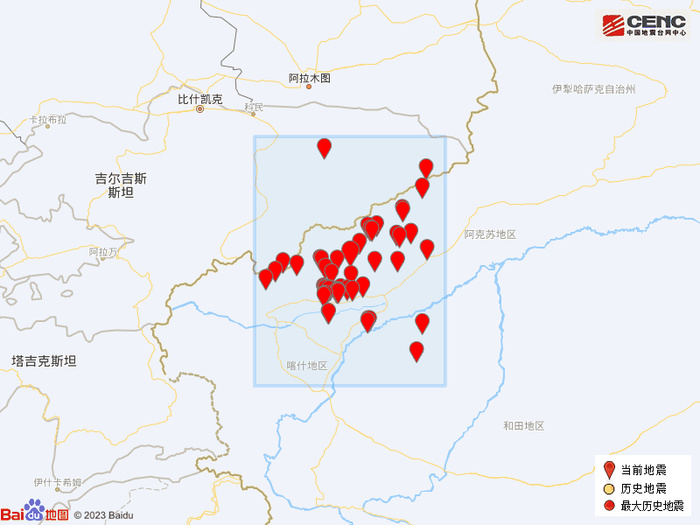 CENC
中国地震台网中心
阿拉木图
伊犁哈萨克自治州
比什凯克
科民
卡拉布拉
吉尔吉斯
斯坦
阿克苏地区
阿拉万
塔吉克斯坦
喀什地区
和田地区
伊什卡希姆
当前地震
历史地震
最大历史地震
Baidu地图 © 2023 Baidu